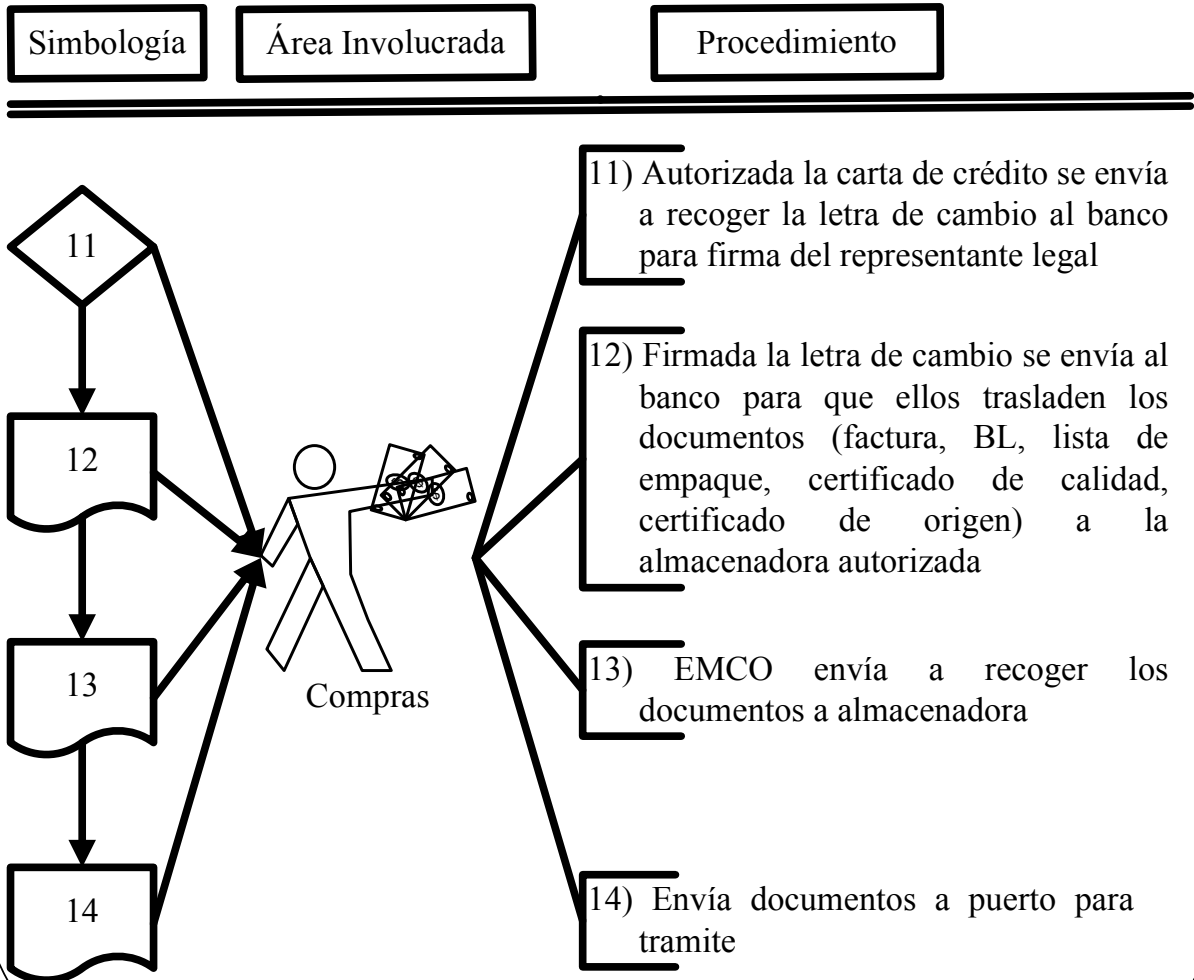 Simbología
Área Involucrada
Procedimiento
11
12
13
14
Compras
11) Autorizada la carta de crédito se envía
a recoger la letra de cambio al banco
para firma del representante legal
12) Firmada la letra de cambio se envía al
banco para que ellos trasladen los
documentos (factura, BL, lista de
empaque, certificado de calidad,
certificado de origen) a la
almacenadora autorizada
13) EMCO envía a recoger los
documentos a almacenadora
14) Envía documentos a puerto para
tramite